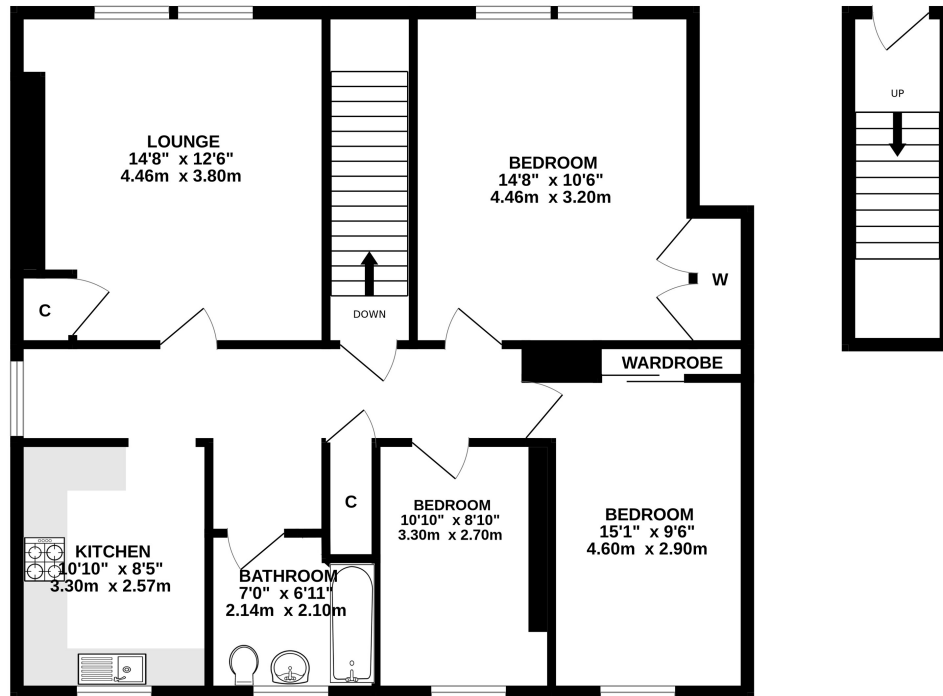 LOUNGE
14'8" x 12'6"
4.46m x 3.80m
BEDROOM
14'8" x 10'6"
4.46m x 3.20m
UP
W
C
DOWN
WARDROBE
C
BEDROOM
10'10" x 8'10"
3.30m x 2.70m
BEDROOM
15'1" x 9'6"
4.60m x 2.90m
KITCHEN
10'10" x 8'5"
3.30m x 2.57m
BATHROOM
7'0" x 6'11"
2.14m x 2.10m